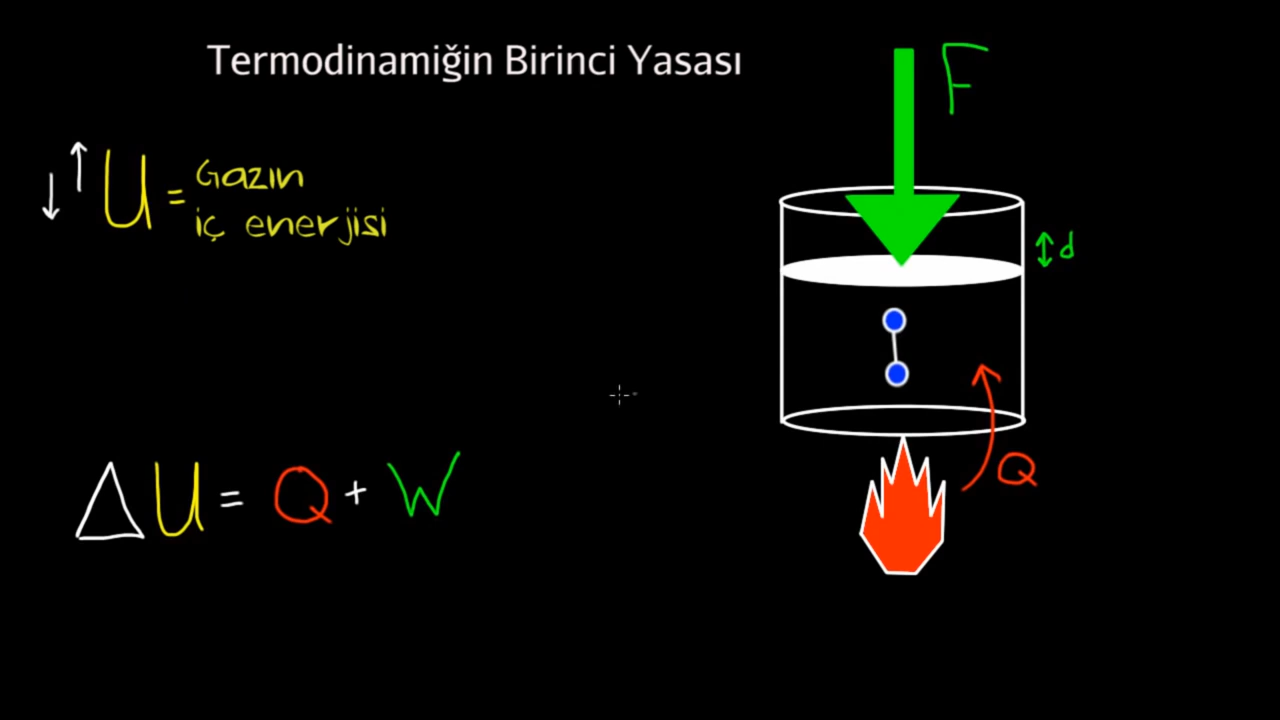 Termodinamiğin Birinci Yasası
F
U = Gazın
iç enerjisi
d
Q
ΔU = Q + W